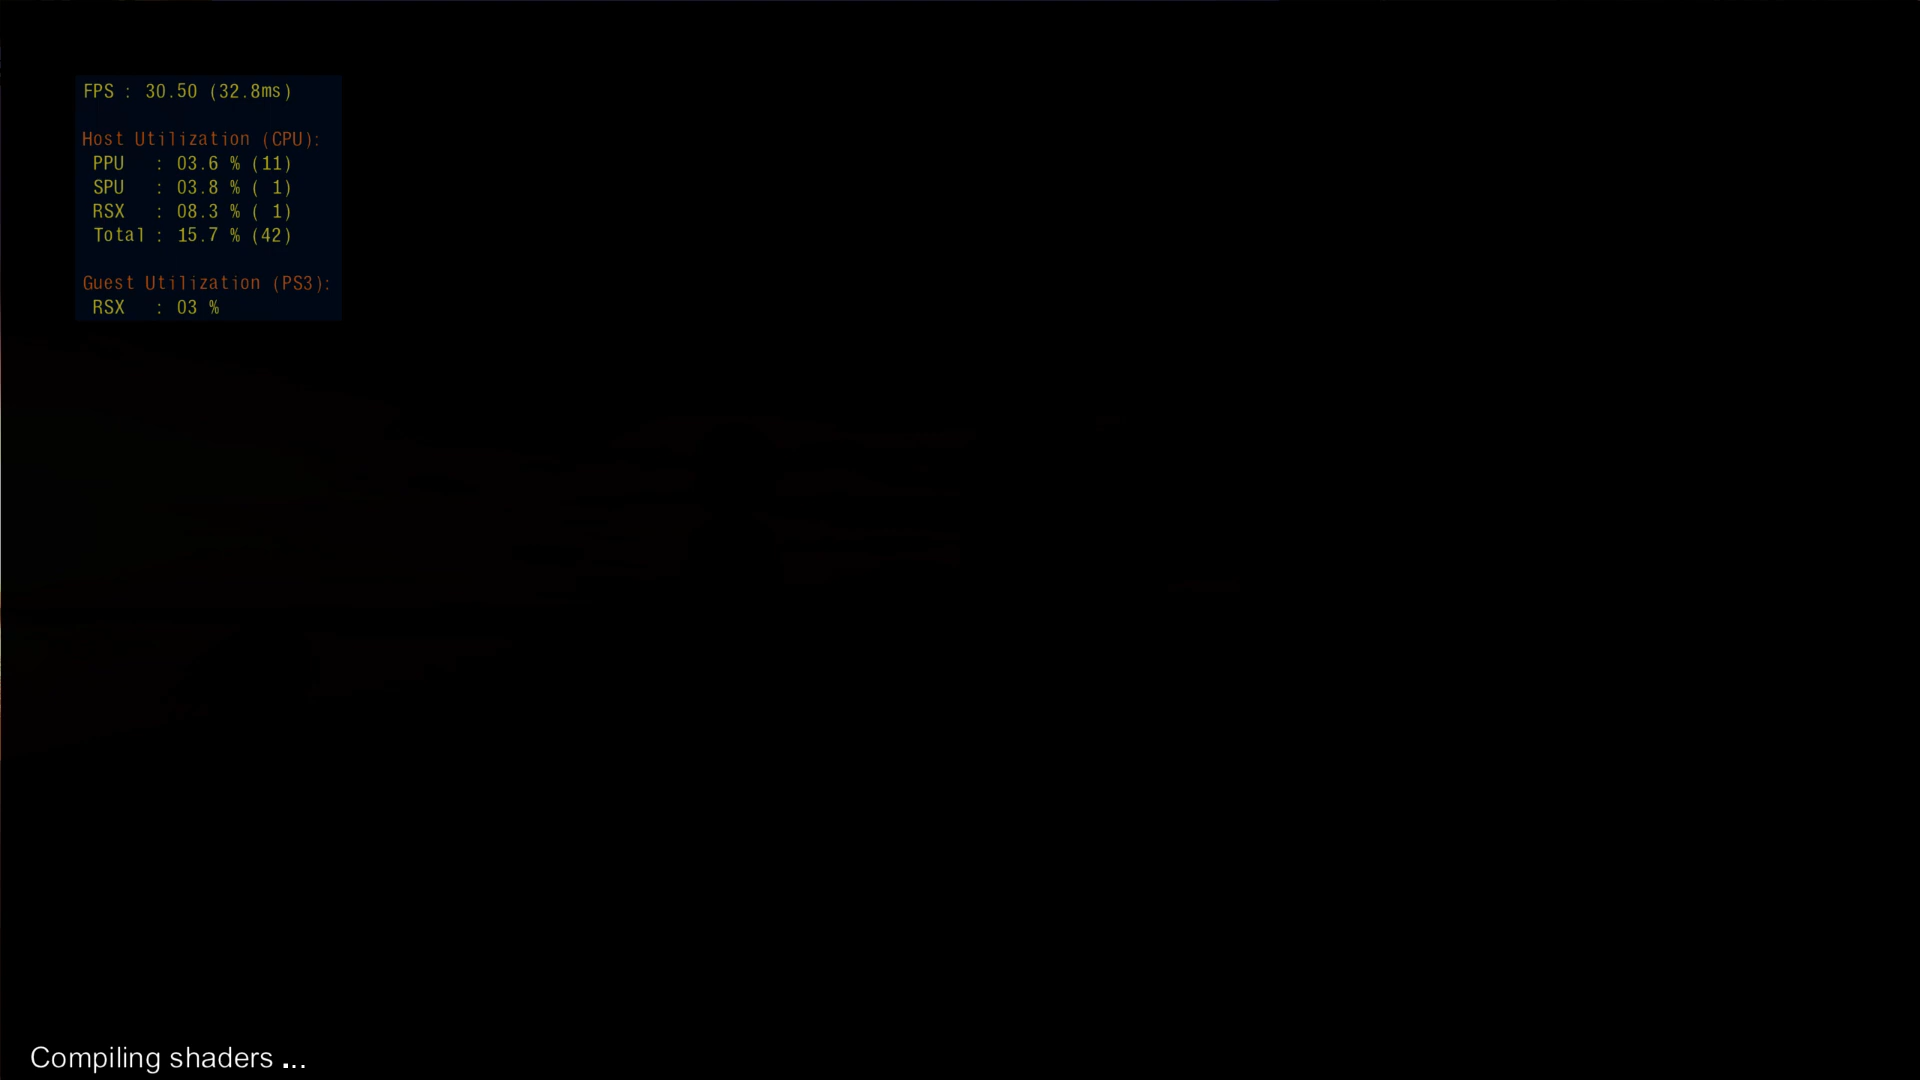 FPS : 30.50 (32.8ms)
Host Utilization (CPU):
PPU : 03.6 % (11)
SPU : 03.8 % ( 1)
RSX : 08.3 % ( 1)
Total : 15.7 % (42)
Guest Utilization (PS3):
RSX : 03 %
Compiling shaders ...